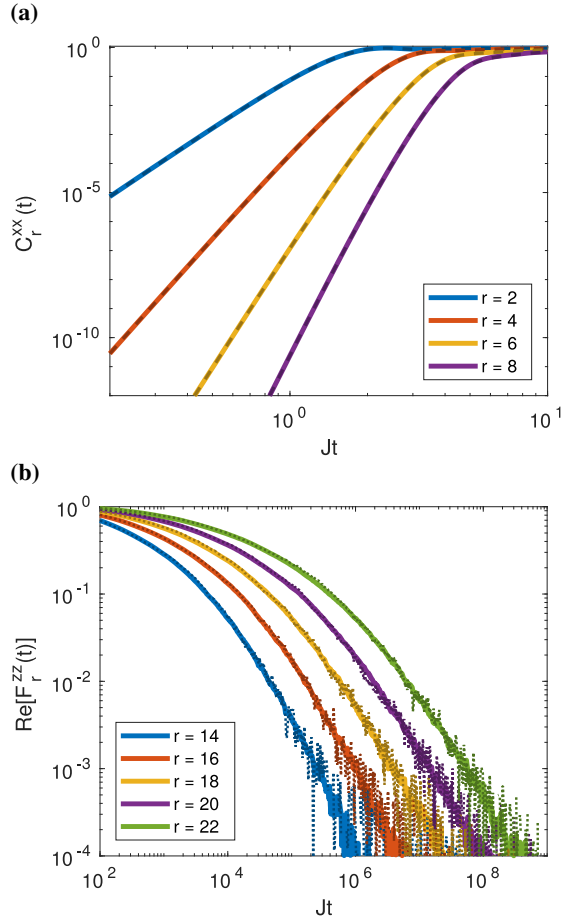 (a)
10^0
10^-5
10^-10
C_r^xx(t)
r = 2
r = 4
r = 6
r = 8
10^0
10^1
Jt
(b)
10^0
10^-1
10^-2
10^-3
10^-4
Re[F_r^zz(t)]
r = 14
r = 16
r = 18
r = 20
r = 22
10^2
10^4
10^6
10^8
Jt